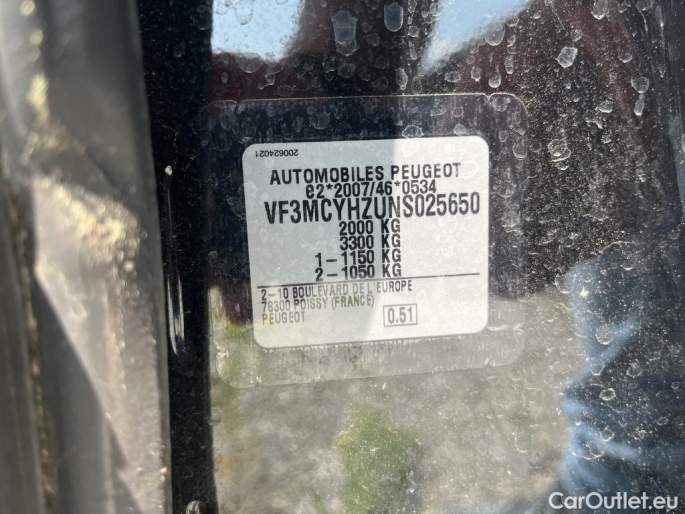 200624021
AUTOMOBILES PEUGEOT
e2*2007/46*0534
VF3MCYHZUNS025650
2000 KG
3300 KG
1-1150 KG
2-1050 KG
2-10 BOULEVARD DE L'EUROPE
78300 POISSY (FRANCE)
PEUGEOT
0.51
CarOutlet.eu